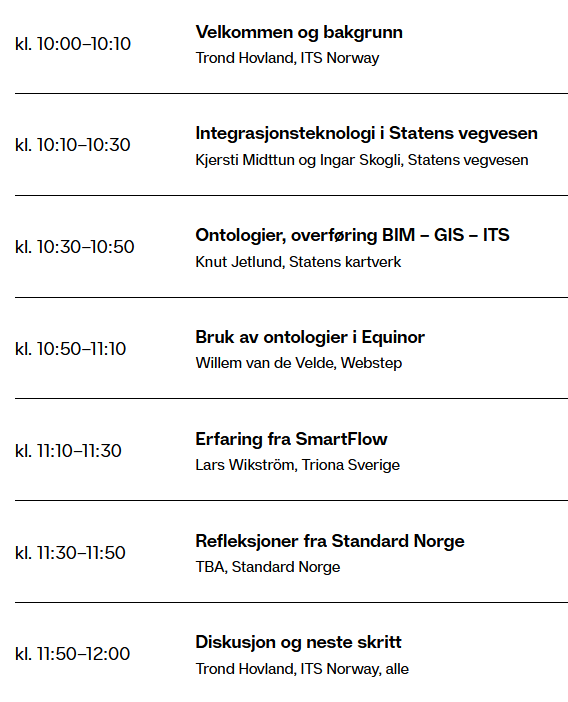 kl. 10:00–10:10
Velkommen og bakgrunn
Trond Hovland, ITS Norway
kl. 10:10–10:30
Integrasjonsteknologi i Statens vegvesen
Kjersti Midttun og Ingar Skogli, Statens vegvesen
kl. 10:30–10:50
Ontologier, overføring BIM – GIS – ITS
Knut Jetlund, Statens kartverk
kl. 10:50–11:10
Bruk av ontologier i Equinor
Willem van de Velde, Webstep
kl. 11:10–11:30
Erfaring fra SmartFlow
Lars Wikström, Triona Sverige
kl. 11:30–11:50
Refleksjoner fra Standard Norge
TBA, Standard Norge
kl. 11:50–12:00
Diskusjon og neste skritt
Trond Hovland, ITS Norway, alle